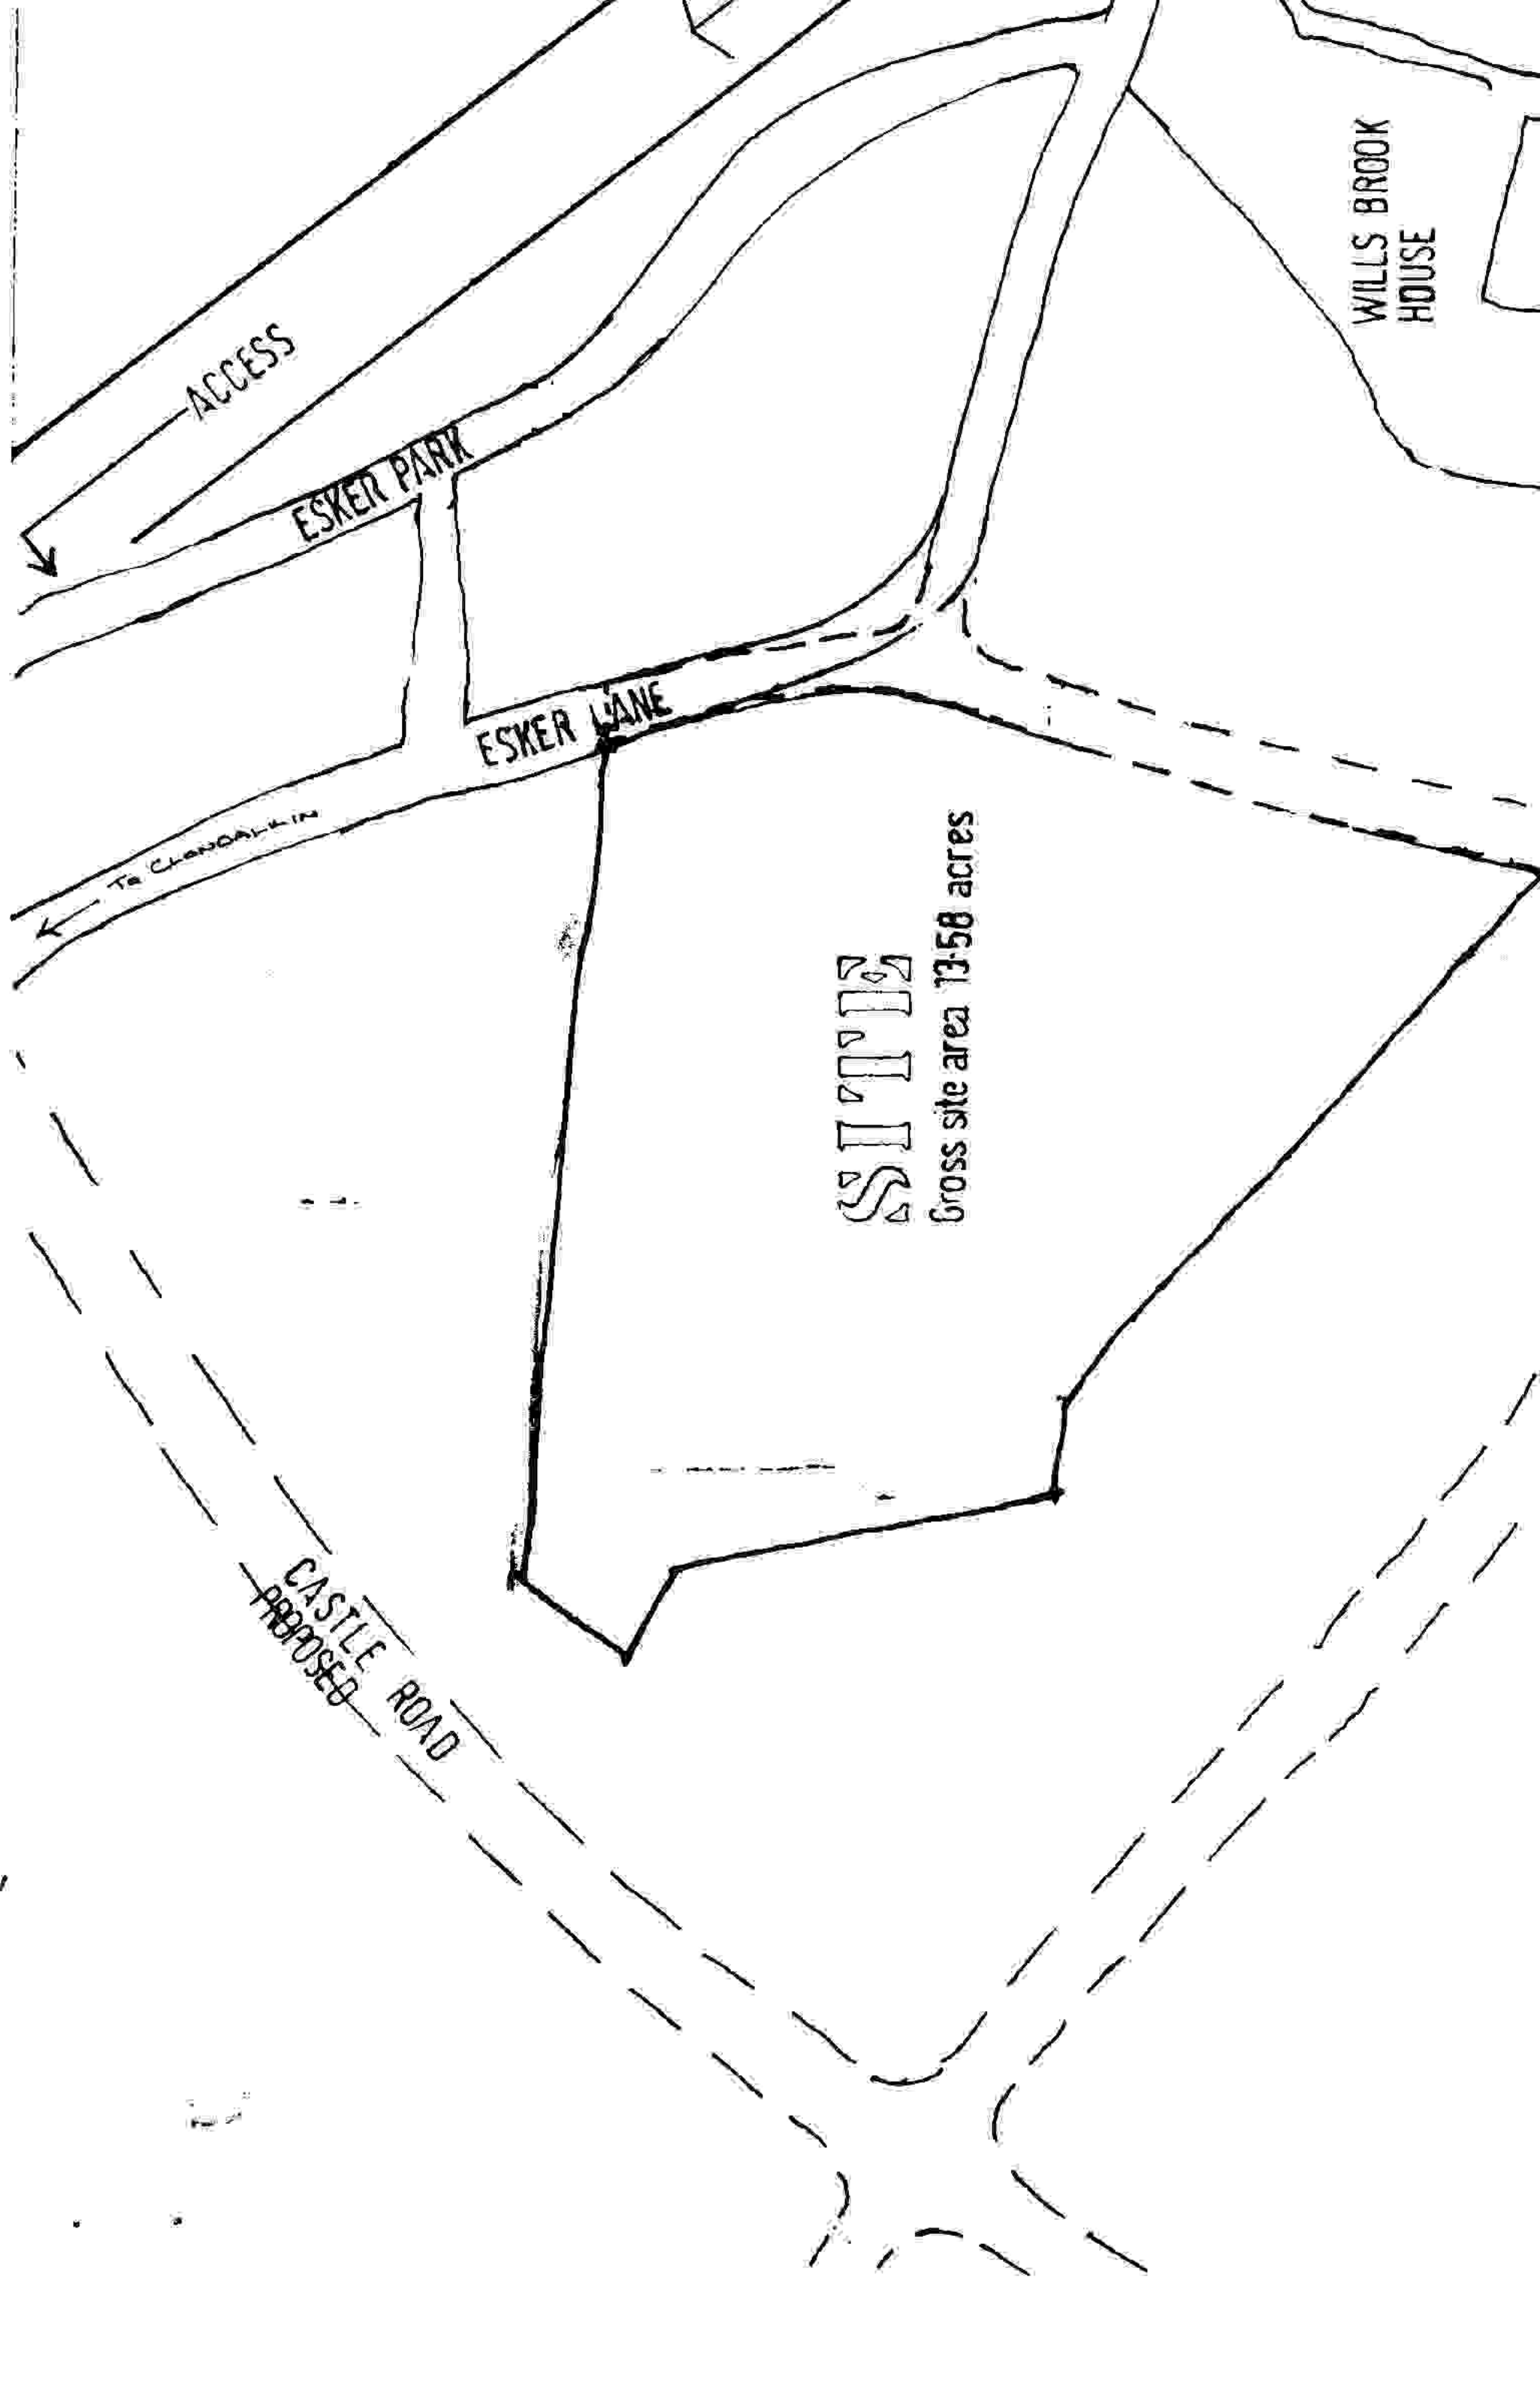 WILLS BROOK
HOUSE
ACCESS
ESKER PARK
ESKER LANE
To CLONDALKIN
SITE
Gross site area 13·58 acres
CASTLE ROAD
PROPOSED